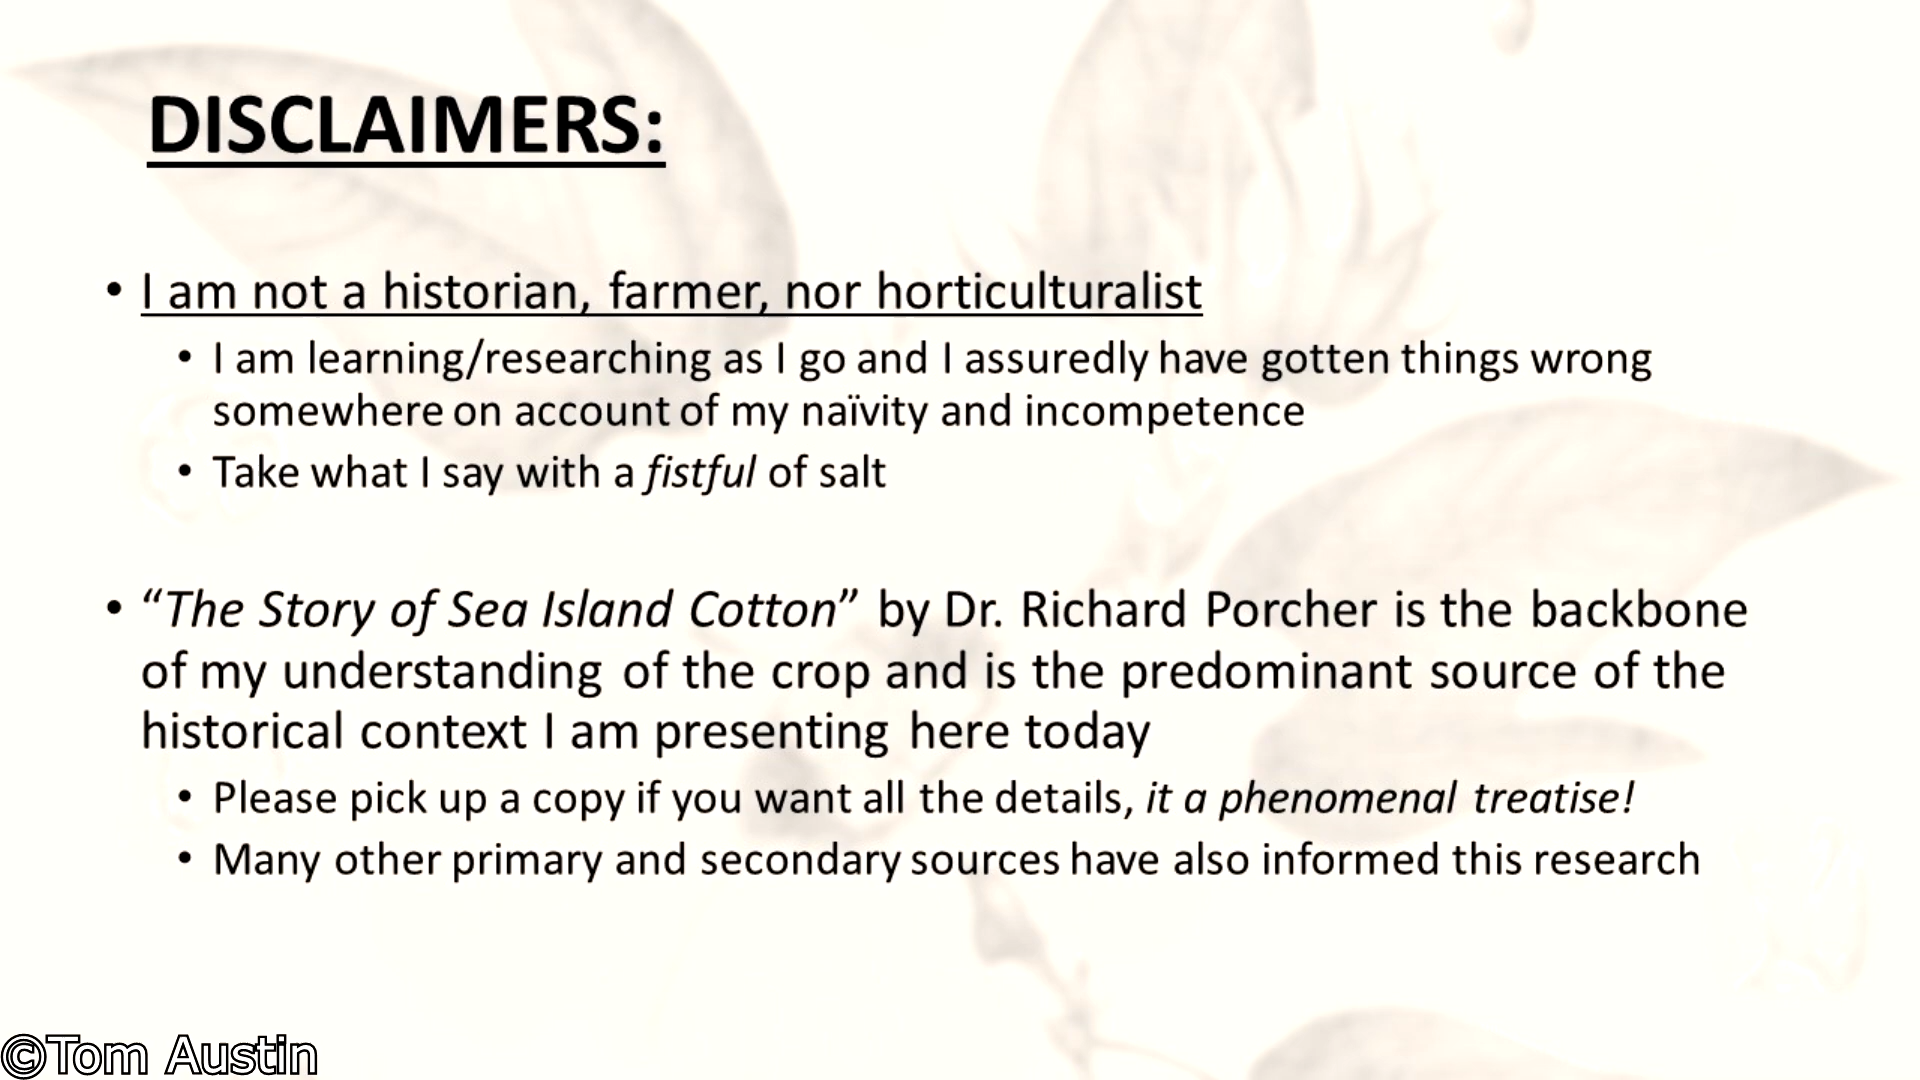 DISCLAIMERS:
• I am not a historian, farmer, nor horticulturalist
• I am learning/researching as I go and I assuredly have gotten things wrong
somewhere on account of my naïvity and incompetence
• Take what I say with a fistful of salt
• “The Story of Sea Island Cotton” by Dr. Richard Porcher is the backbone
of my understanding of the crop and is the predominant source of the
historical context I am presenting here today
• Please pick up a copy if you want all the details, it a phenomenal treatise!
• Many other primary and secondary sources have also informed this research
©Tom Austin